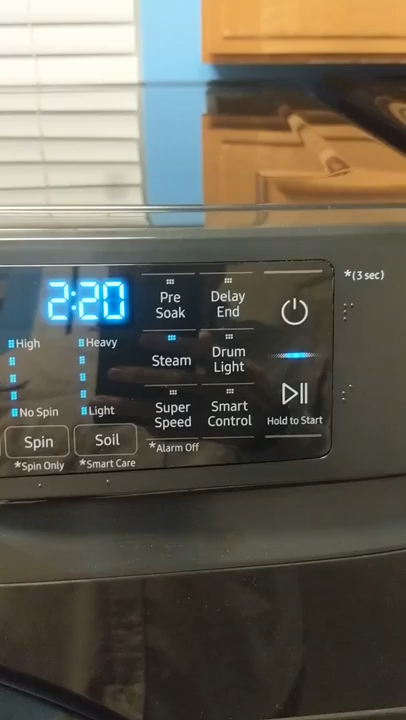 *(3 sec)
2:20
Pre
Soak
Delay
End
High
Heavy
Steam
Drum
Light
No Spin
Light
Super
Speed
Smart
Control
Hold to Start
Spin
Soil
*Alarm Off
*Spin Only
*Smart Care